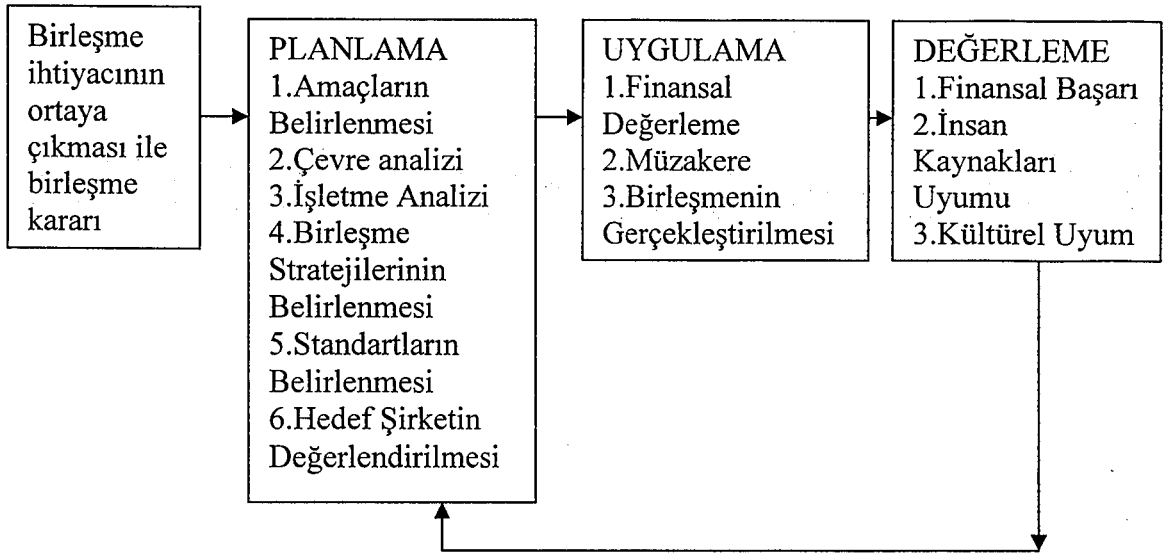 Birleşme
ihtiyacının
ortaya
çıkması ile
birleşme
kararı
PLANLAMA
1.Amaçların
Belirlenmesi
2.Çevre analizi
3.İşletme Analizi
4.Birleşme
Stratejilerinin
Belirlenmesi
5.Standartların
Belirlenmesi
6.Hedef Şirketin
Değerlendirilmesi
UYGULAMA
1.Finansal
Değerleme
2.Müzakere
3.Birleşmenin
Gerçekleştirilmesi
DEĞERLEME
1.Finansal Başarı
2.İnsan
Kaynakları
Uyumu
3.Kültürel Uyum